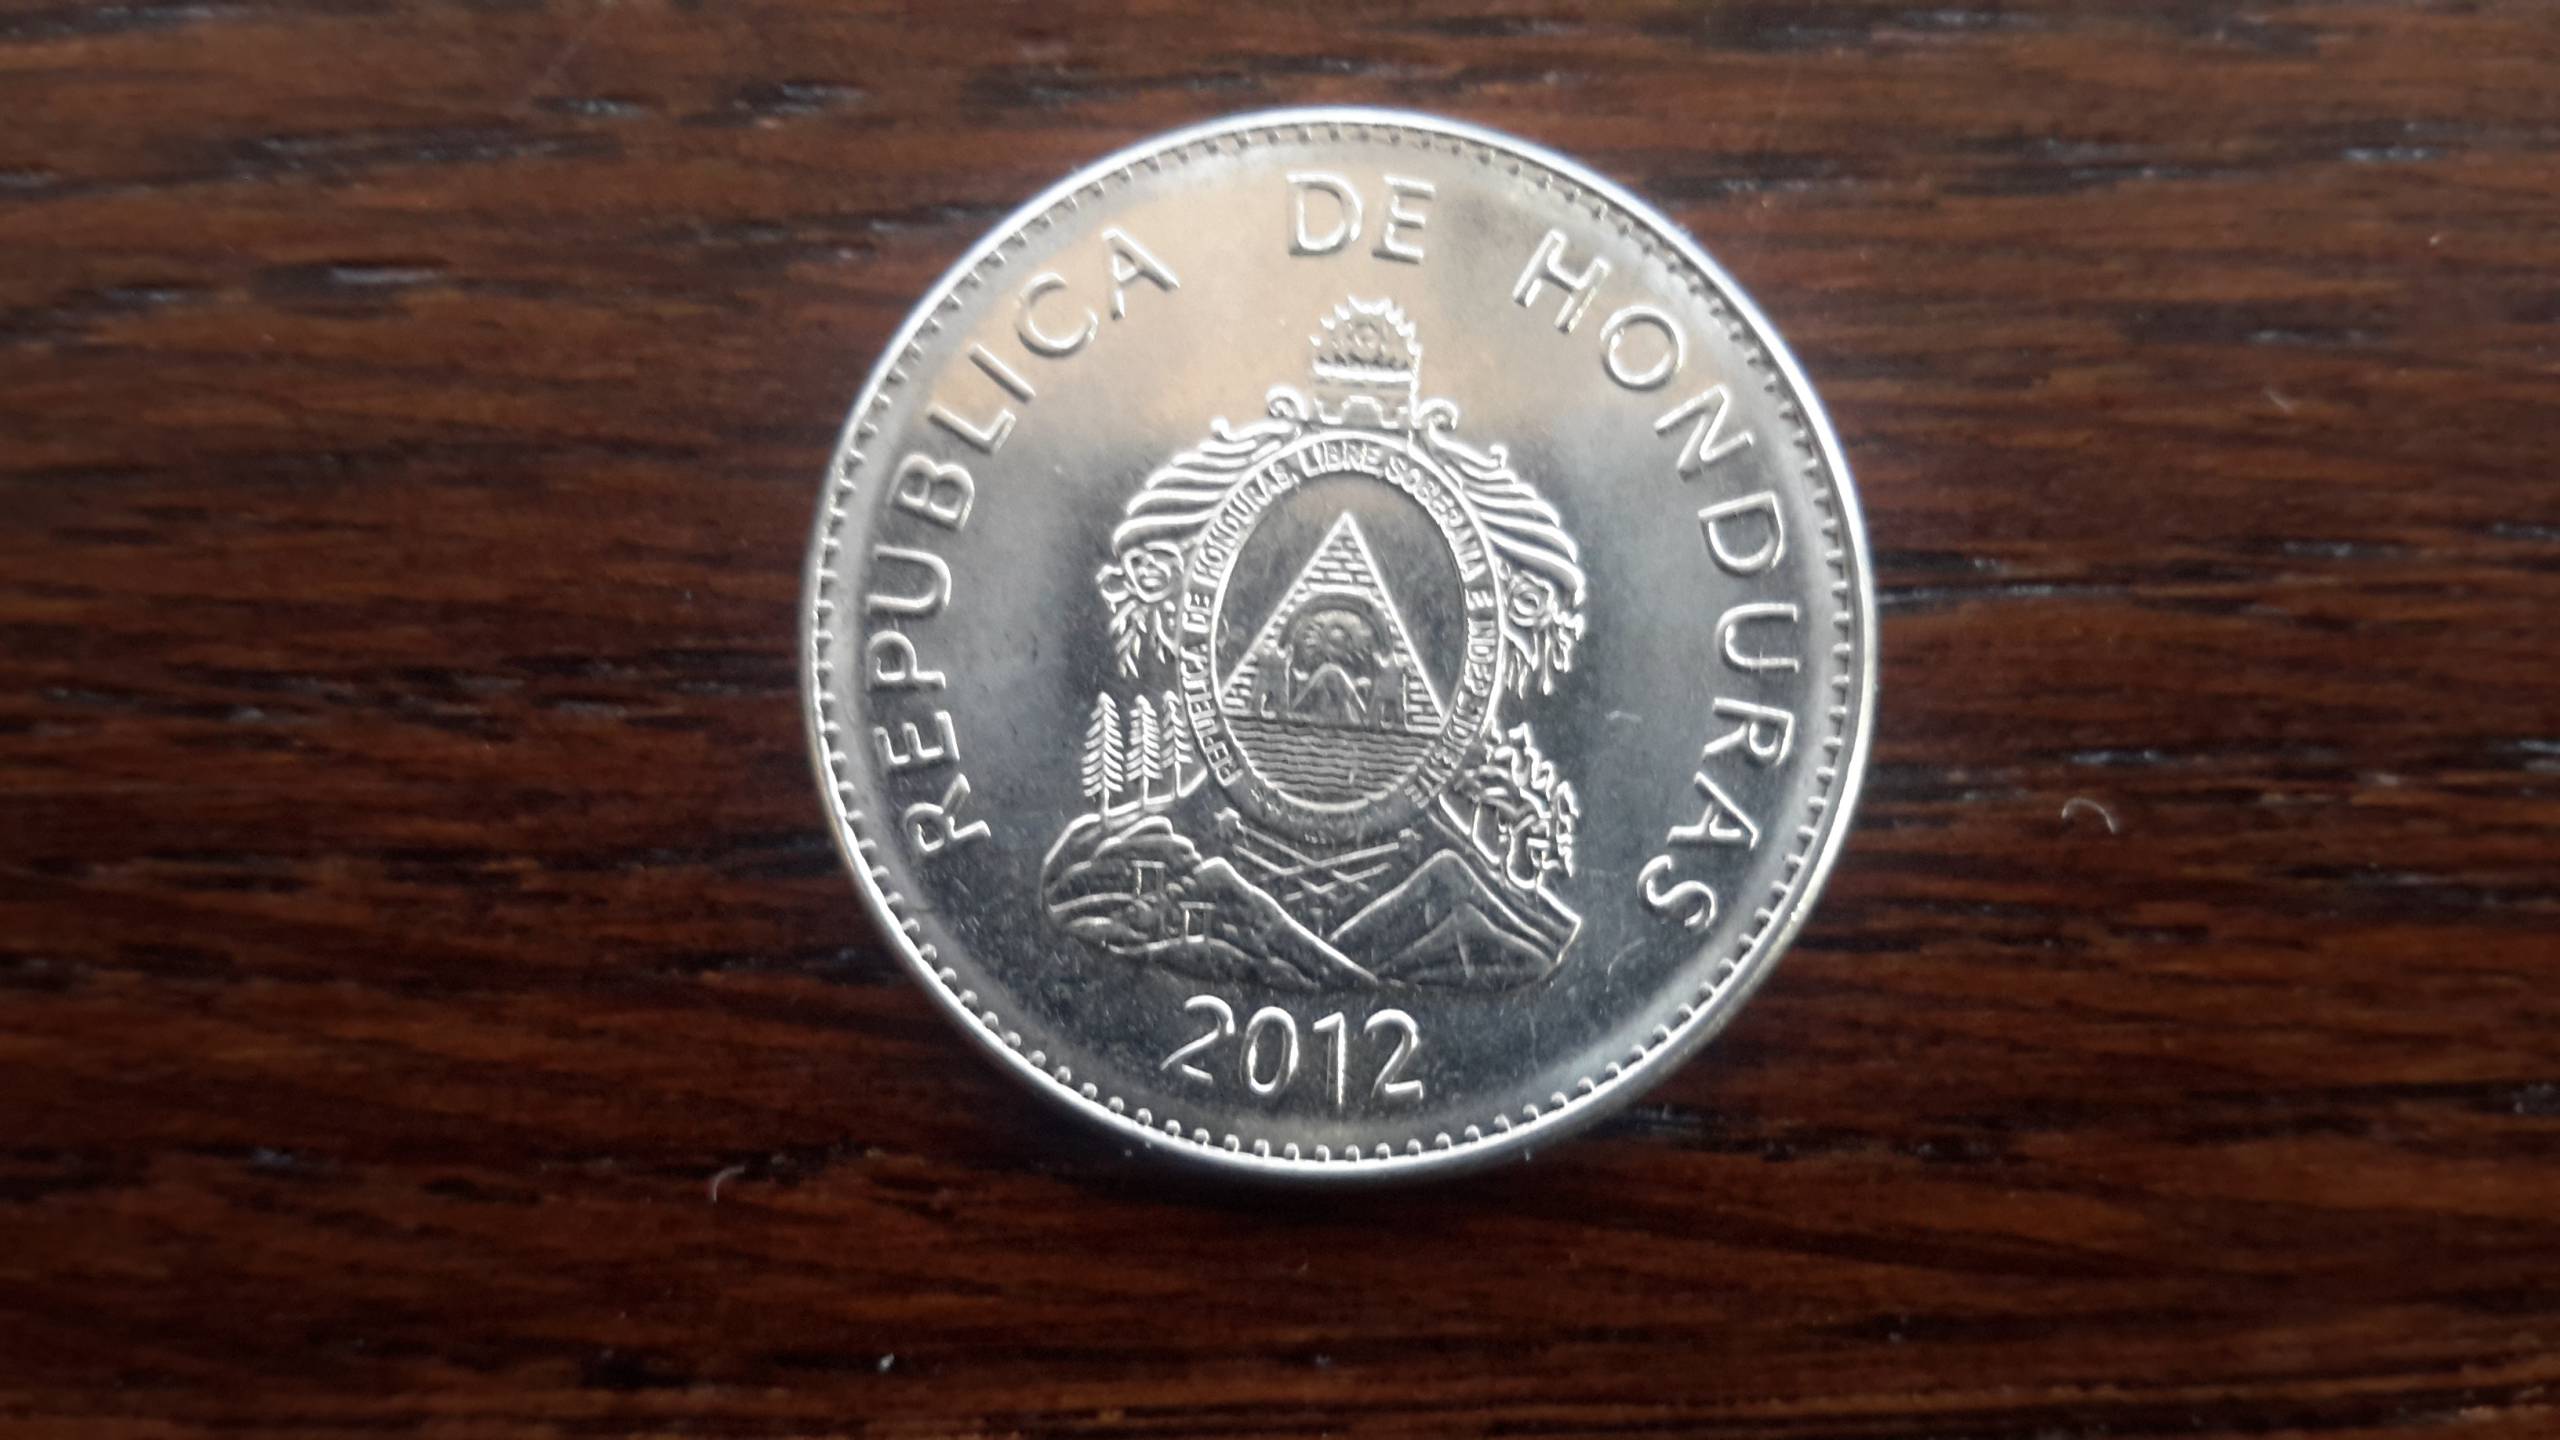 REPUBLICA DE HONDURAS
REPUBLICA DE HONDURAS, LIBRE, SOBERANA E INDEPENDIENTE
2012